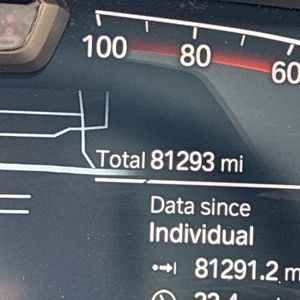 100 80 60
Total 81293 mi
Data since
Individual
81291.2 m